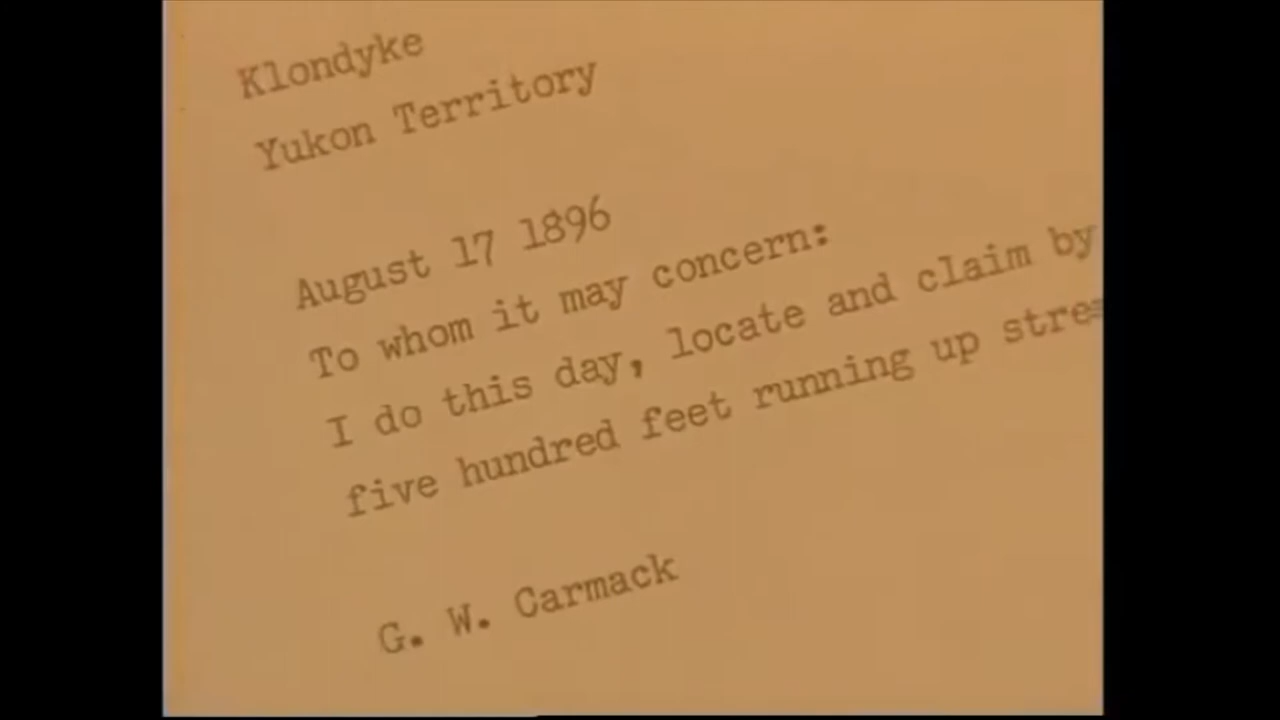 Klondyke
Yukon Territory
August 17 1896
To whom it may concern:
I do this day, locate and claim by
five hundred feet running up
G. W. Carmack